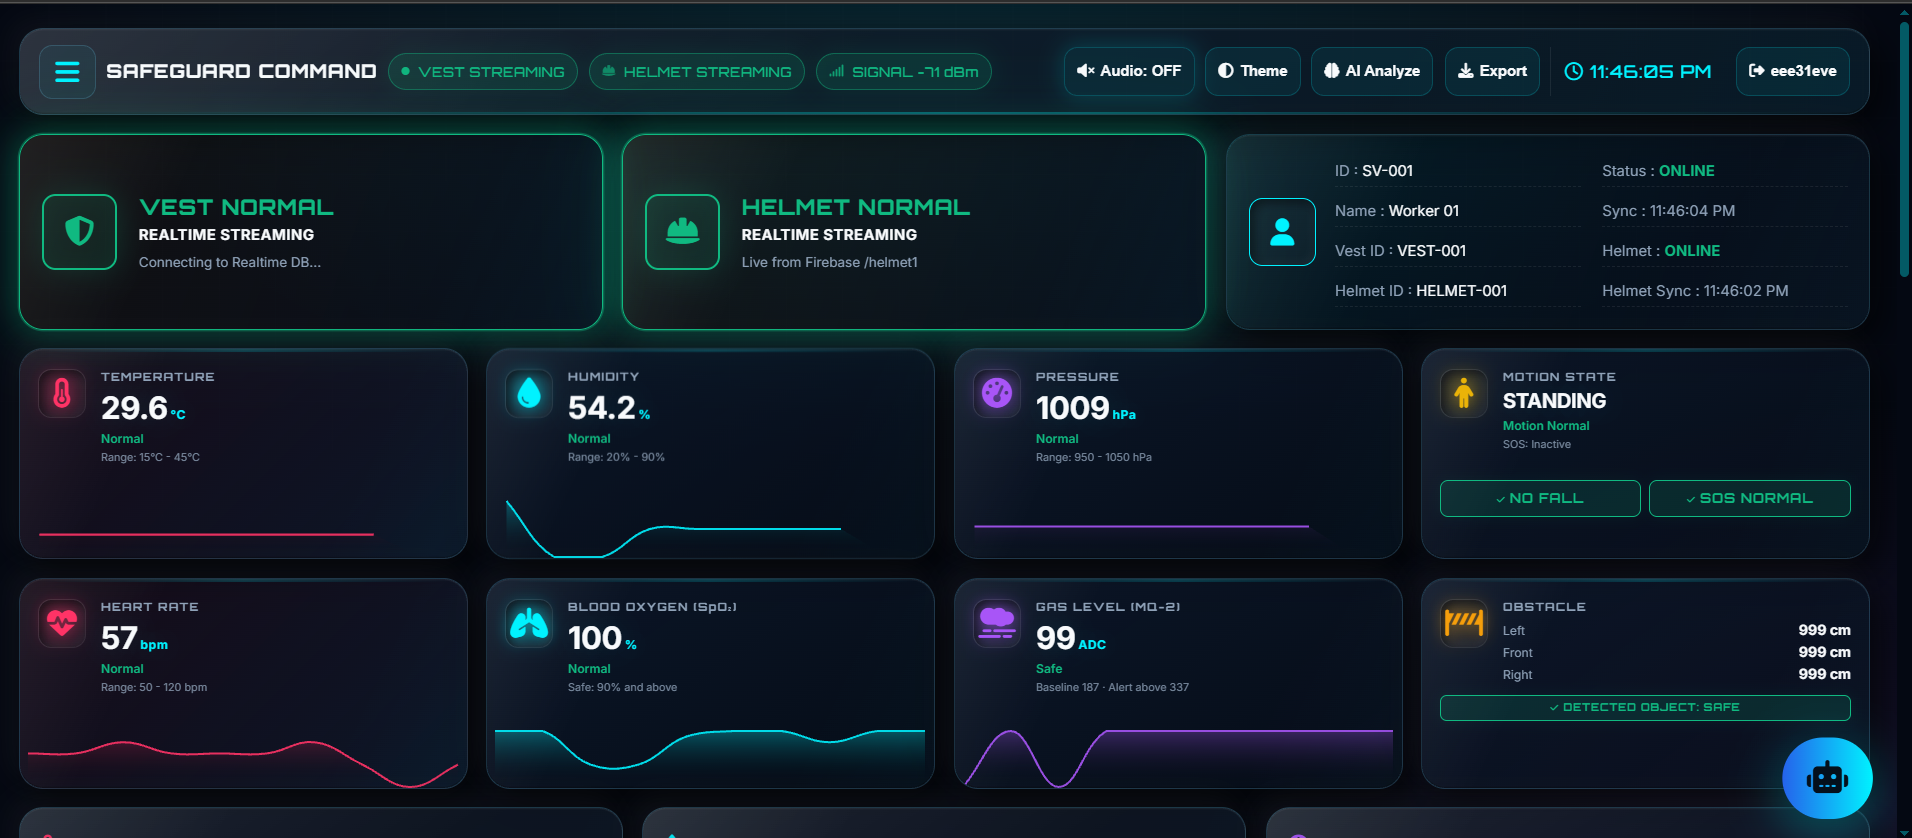 SAFEGUARD COMMAND
VEST STREAMING
HELMET STREAMING
SIGNAL -71 dBm
Audio: OFF
Theme
AI Analyze
Export
11:46:05 PM
eee31eve
VEST NORMAL
REALTIME STREAMING
Connecting to Realtime DB...
HELMET NORMAL
REALTIME STREAMING
Live from Firebase /helmet1
ID : SV-001
Status : ONLINE
Name : Worker 01
Sync : 11:46:04 PM
Vest ID : VEST-001
Helmet : ONLINE
Helmet ID : HELMET-001
Helmet Sync : 11:46:02 PM
TEMPERATURE
29.6 °C
Normal
Range: 15°C - 45°C
HUMIDITY
54.2 %
Normal
Range: 20% - 90%
PRESSURE
1009 hPa
Normal
Range: 950 - 1050 hPa
MOTION STATE
STANDING
Motion Normal
SOS: Inactive
✓ NO FALL
✓ SOS NORMAL
HEART RATE
57 bpm
Normal
Range: 50 - 120 bpm
BLOOD OXYGEN (SpO₂)
100 %
Normal
Safe: 90% and above
GAS LEVEL (MQ-2)
99 ADC
Safe
Baseline 187 · Alert above 337
OBSTACLE
Left 999 cm
Front 999 cm
Right 999 cm
✓ DETECTED OBJECT: SAFE